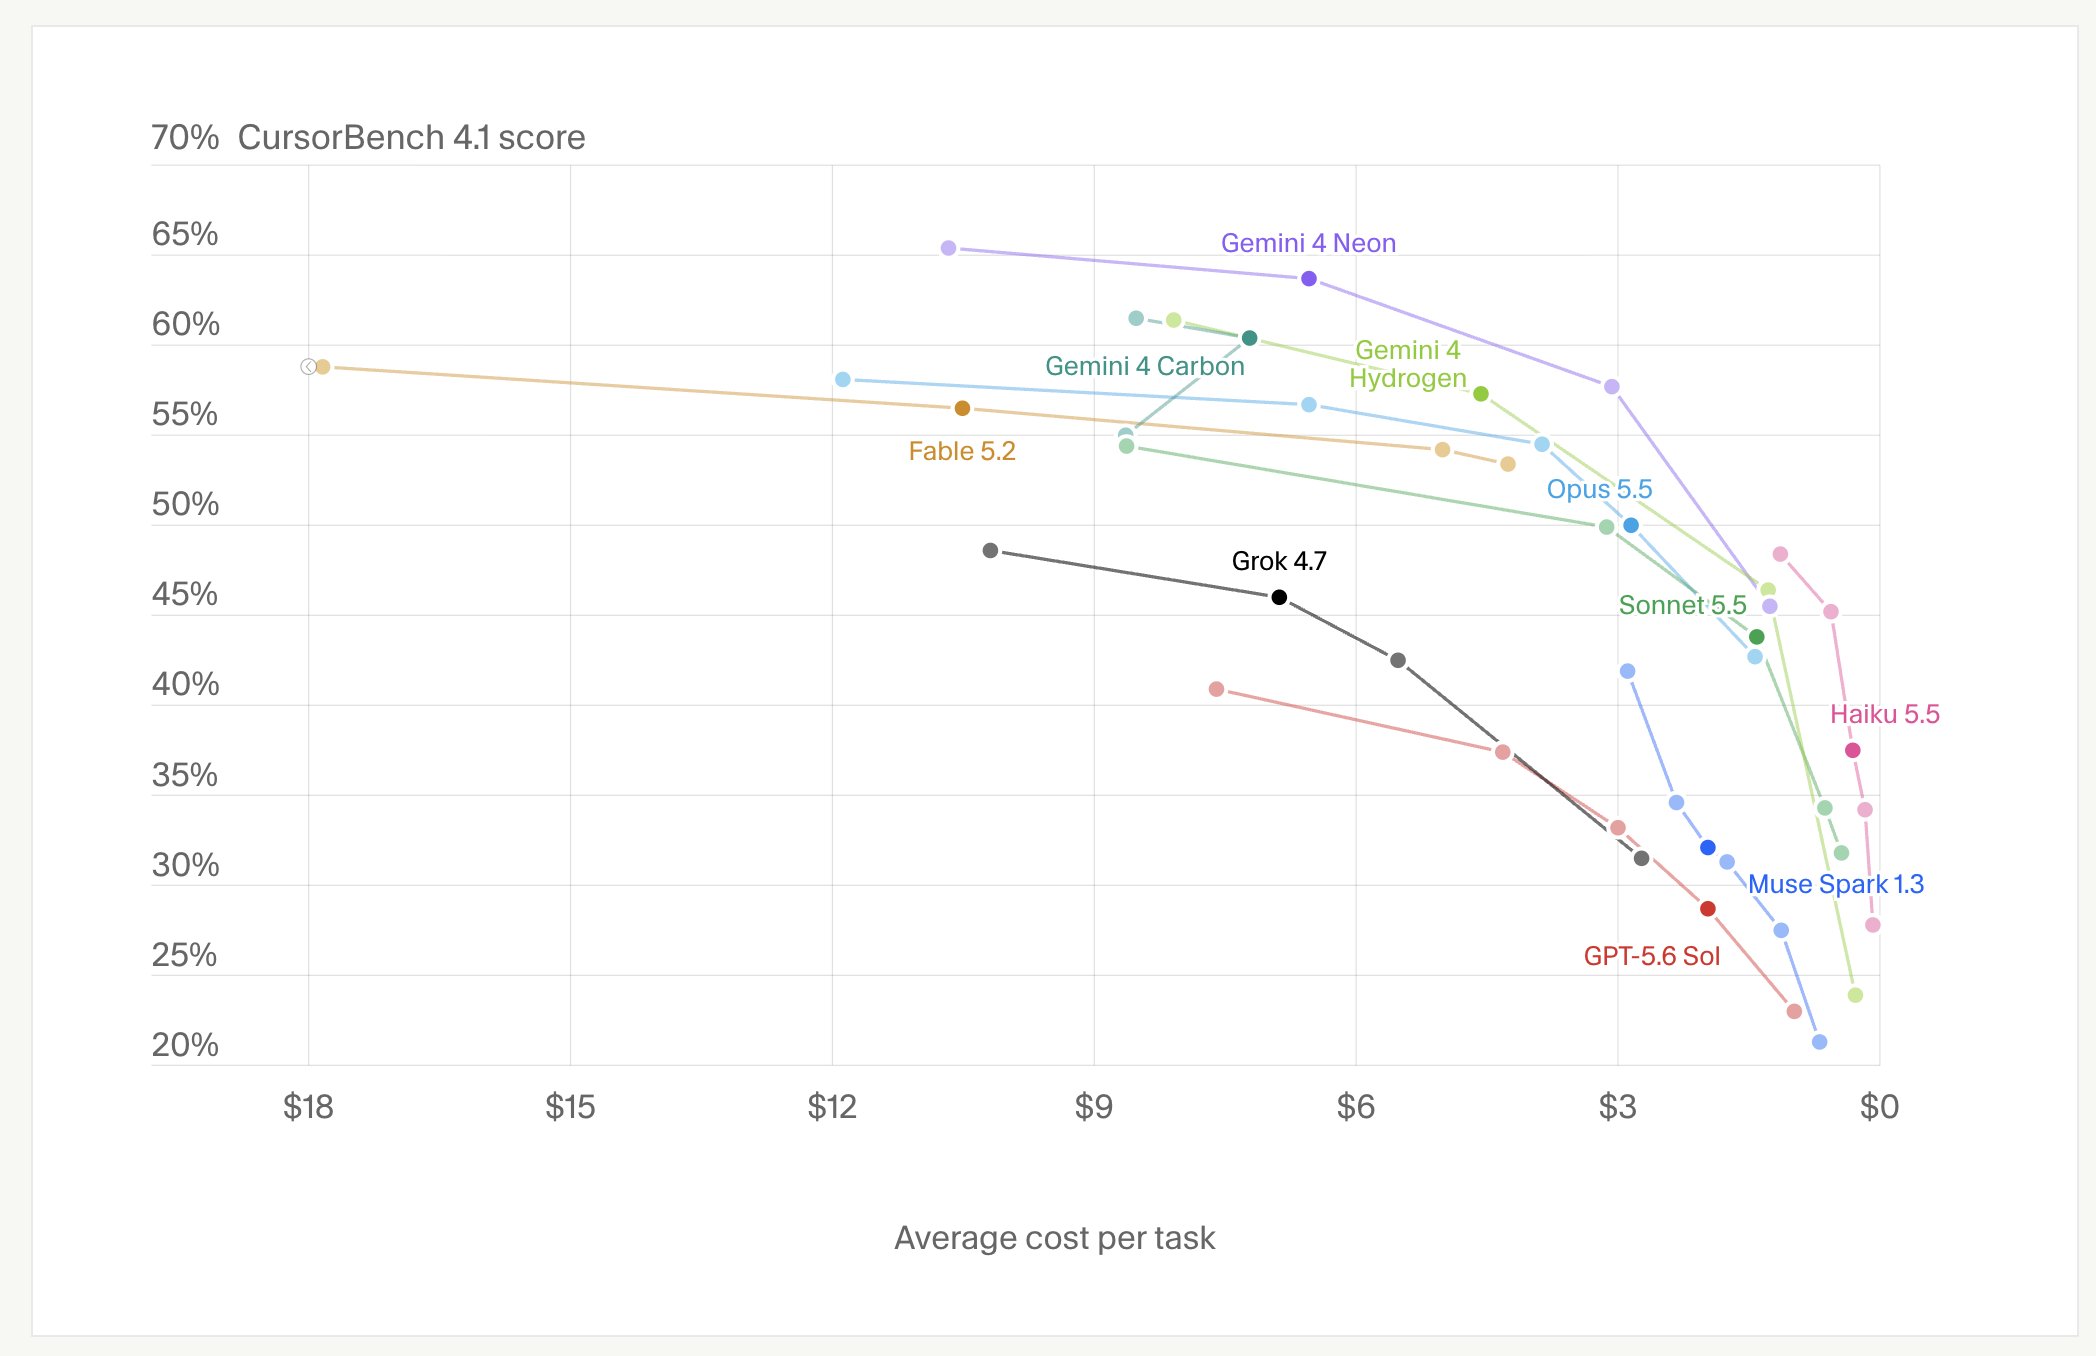 70% CursorBench 4.1 score
65%
Gemini 4 Neon
60%
Gemini 4
Hydrogen
Gemini 4 Carbon
55%
Fable 5.2
50%
Opus 5.5
Grok 4.7
45%
Sonnet 5.5
40%
Haiku 5.5
35%
30%
Muse Spark 1.3
25%
GPT-5.6 Sol
20%
$18 $15 $12 $9 $6 $3 $0
Average cost per task